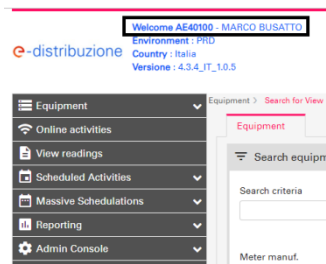 Welcome AE40100 - MARCO BUSATTO
Environment : PRD
e-distribuzione
Country : Italia
Versione : 4.3.4_IT_1.0.5
Equipment
Equipment > Search for View
Online activities
Equipment
View readings
Search equipm
Scheduled Activities
Search criteria
Massive Schedulations
Reporting
Admin Console
Meter manuf.